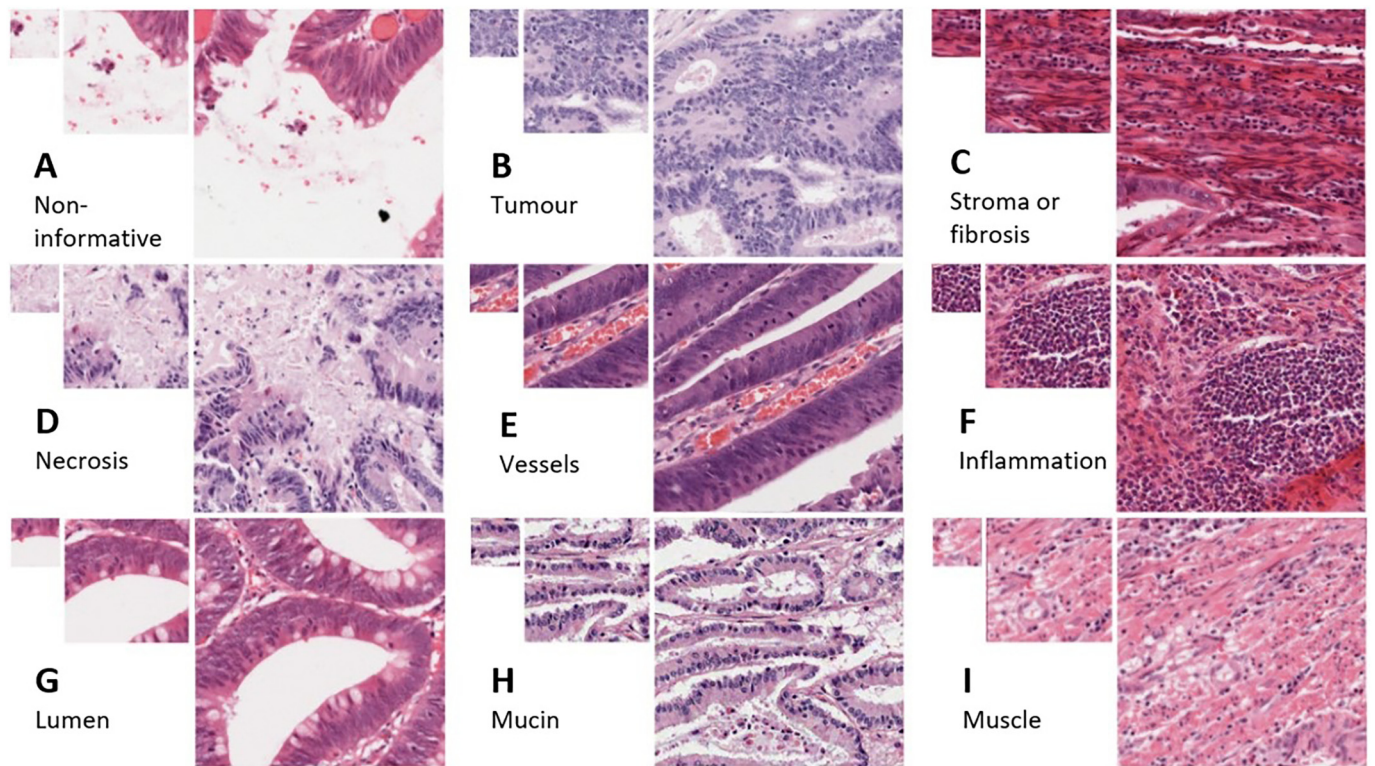 A
Non-
informative
B
Tumour
C
Stroma or
fibrosis
D
Necrosis
E
Vessels
F
Inflammation
G
Lumen
H
Mucin
I
Muscle